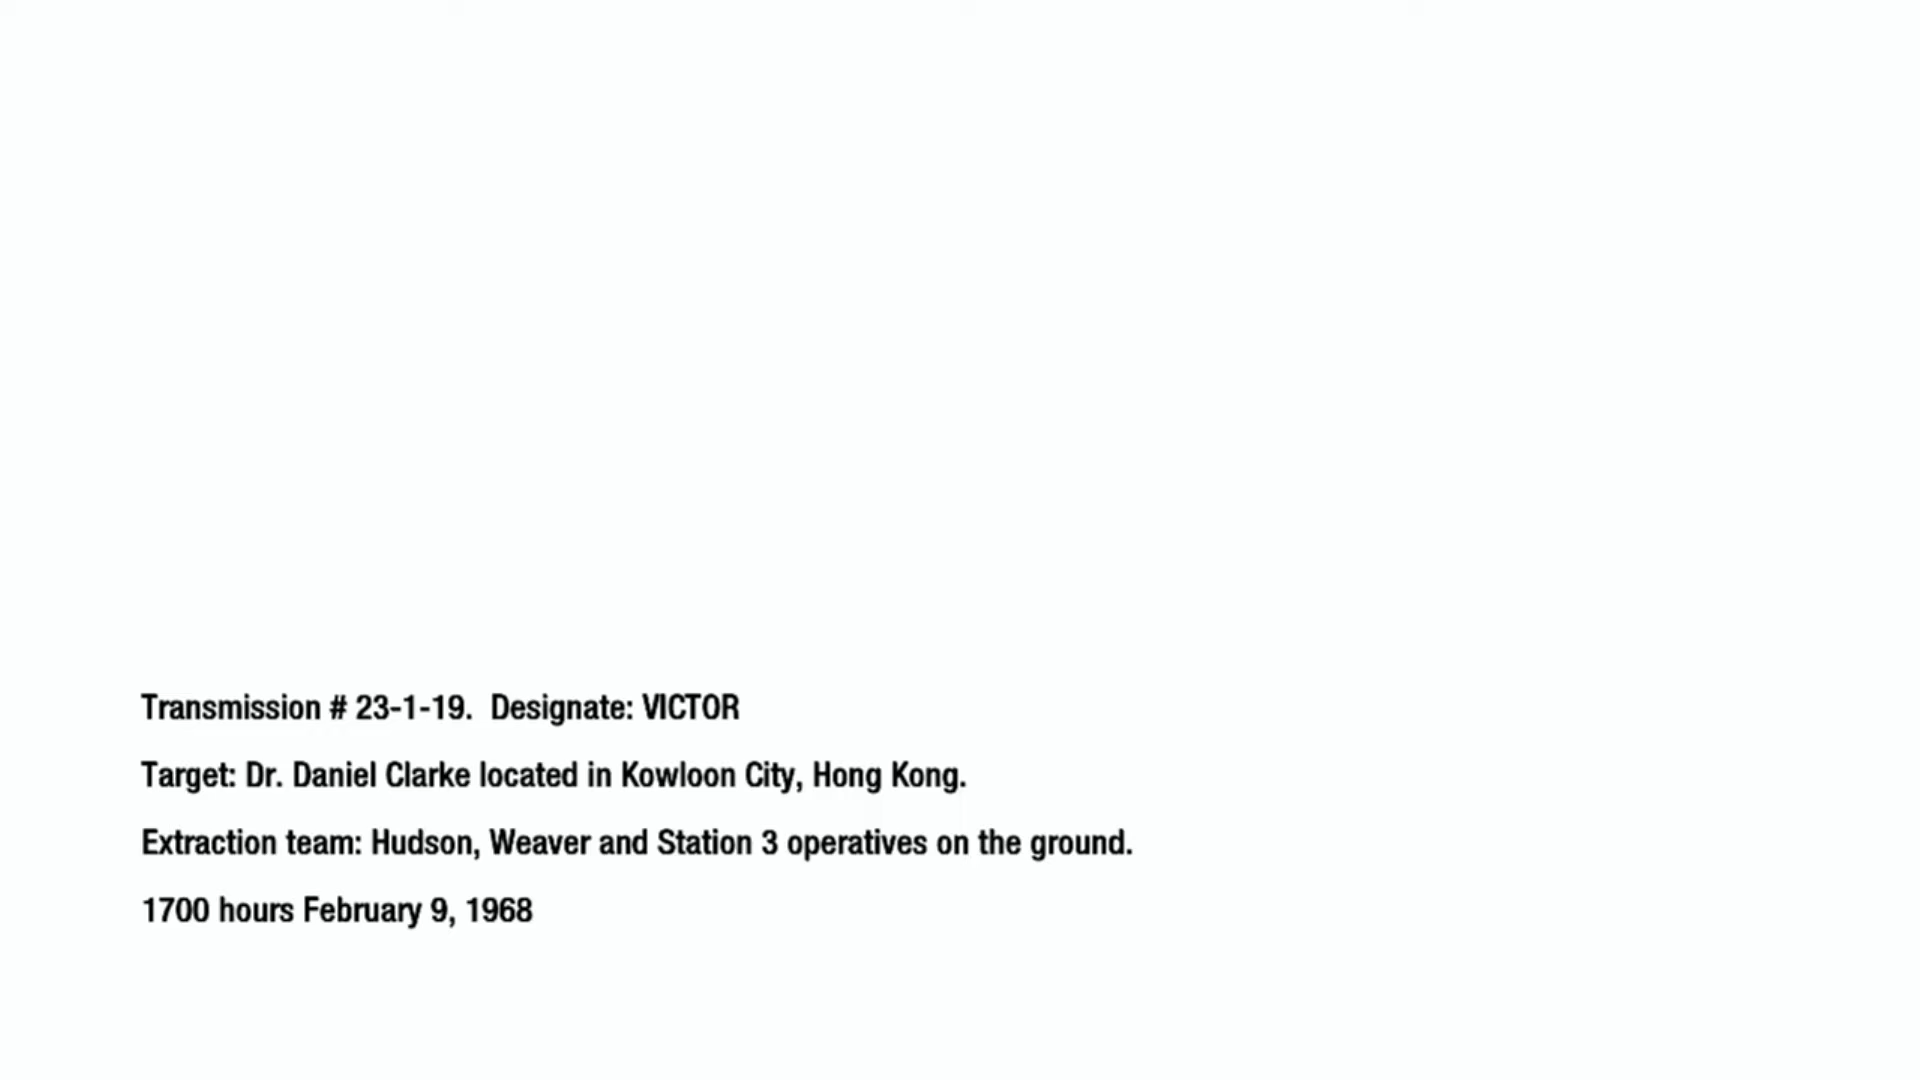 Transmission # 23-1-19.  Designate: VICTOR
Target: Dr. Daniel Clarke located in Kowloon City, Hong Kong.
Extraction team: Hudson, Weaver and Station 3 operatives on the ground.
1700 hours February 9, 1968